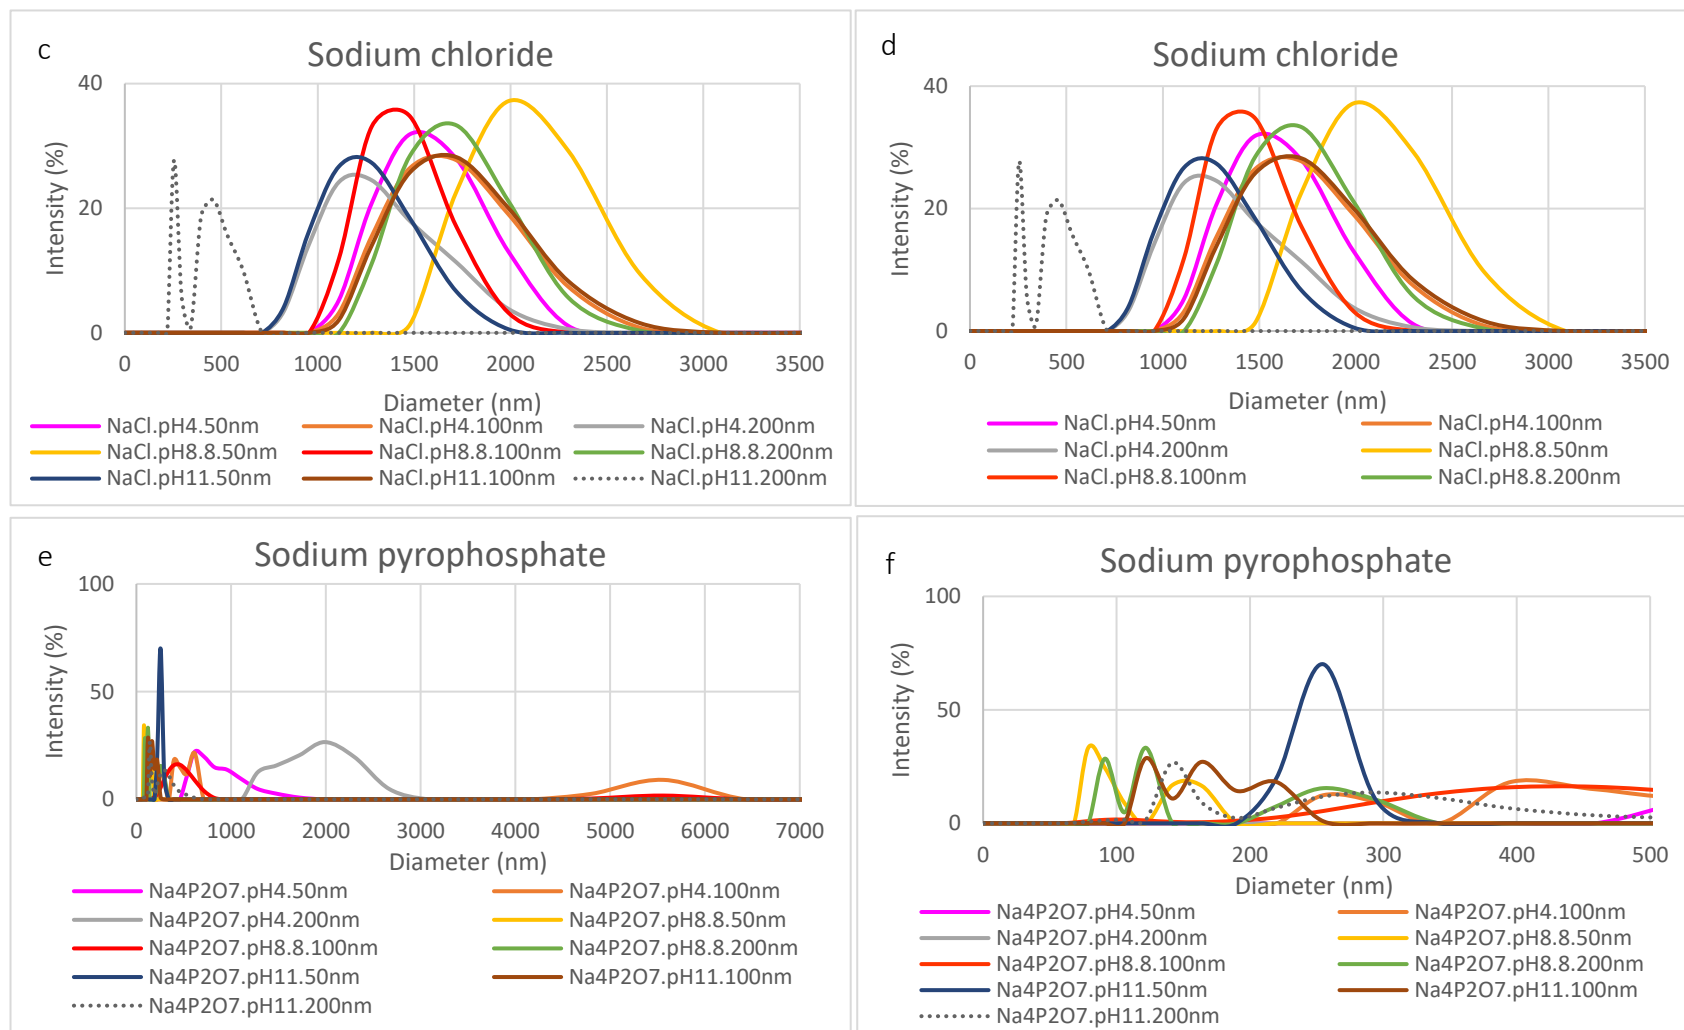 c
Sodium chloride
Intensity (%)
40
20
0
0 500 1000 1500 2000 2500 3000 3500
Diameter (nm)
NaCl.pH4.50nm NaCl.pH4.100nm NaCl.pH4.200nm
NaCl.pH8.8.50nm NaCl.pH8.8.100nm NaCl.pH8.8.200nm
NaCl.pH11.50nm NaCl.pH11.100nm NaCl.pH11.200nm
d
Sodium chloride
Intensity (%)
40
20
0
0 500 1000 1500 2000 2500 3000 3500
Diameter (nm)
NaCl.pH4.50nm NaCl.pH4.100nm
NaCl.pH4.200nm NaCl.pH8.8.50nm
NaCl.pH8.8.100nm NaCl.pH8.8.200nm
e
Sodium pyrophosphate
Intensity (%)
100
50
0
0 1000 2000 3000 4000 5000 6000 7000
Diameter (nm)
Na4P2O7.pH4.50nm Na4P2O7.pH4.100nm
Na4P2O7.pH4.200nm Na4P2O7.pH8.8.50nm
Na4P2O7.pH8.8.100nm Na4P2O7.pH8.8.200nm
Na4P2O7.pH11.50nm Na4P2O7.pH11.100nm
Na4P2O7.pH11.200nm
f
Sodium pyrophosphate
Intensity (%)
100
50
0
0 100 200 300 400 500
Diameter (nm)
Na4P2O7.pH4.50nm Na4P2O7.pH4.100nm
Na4P2O7.pH4.200nm Na4P2O7.pH8.8.50nm
Na4P2O7.pH8.8.100nm Na4P2O7.pH8.8.200nm
Na4P2O7.pH11.50nm Na4P2O7.pH11.100nm
Na4P2O7.pH11.200nm